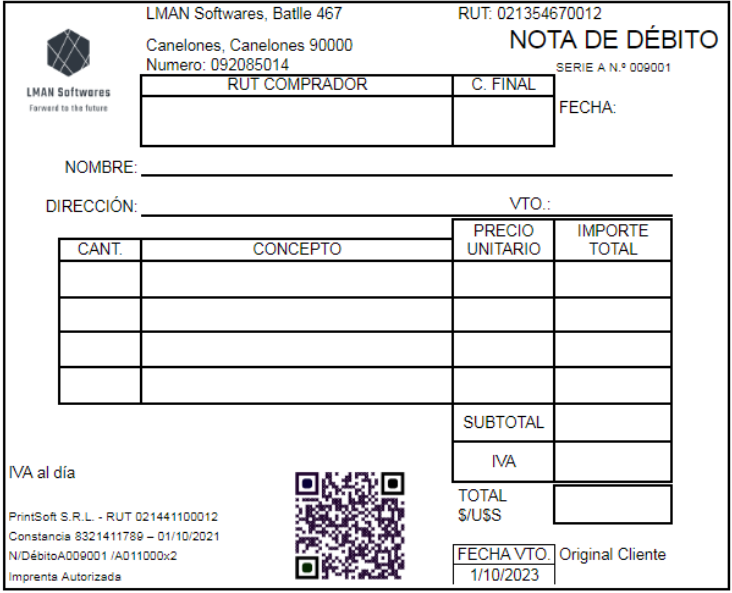 LMAN Softwares, Batlle 467
RUT: 021354670012
Canelones, Canelones 90000
Numero: 092085014
NOTA DE DÉBITO
SERIE A N.º 009001
LMAN Softwares
Forward to the future
RUT COMPRADOR
C. FINAL
FECHA:
NOMBRE:
DIRECCIÓN:
VTO.:
CANT.
CONCEPTO
PRECIO
UNITARIO
IMPORTE
TOTAL
SUBTOTAL
IVA
IVA al día
TOTAL
$/U$S
PrintSoft S.R.L. - RUT 021441100012
Constancia 8321411789 – 01/10/2021
N/DébitoA009001 /A011000x2
Imprenta Autorizada
FECHA VTO.
1/10/2023
Original Cliente